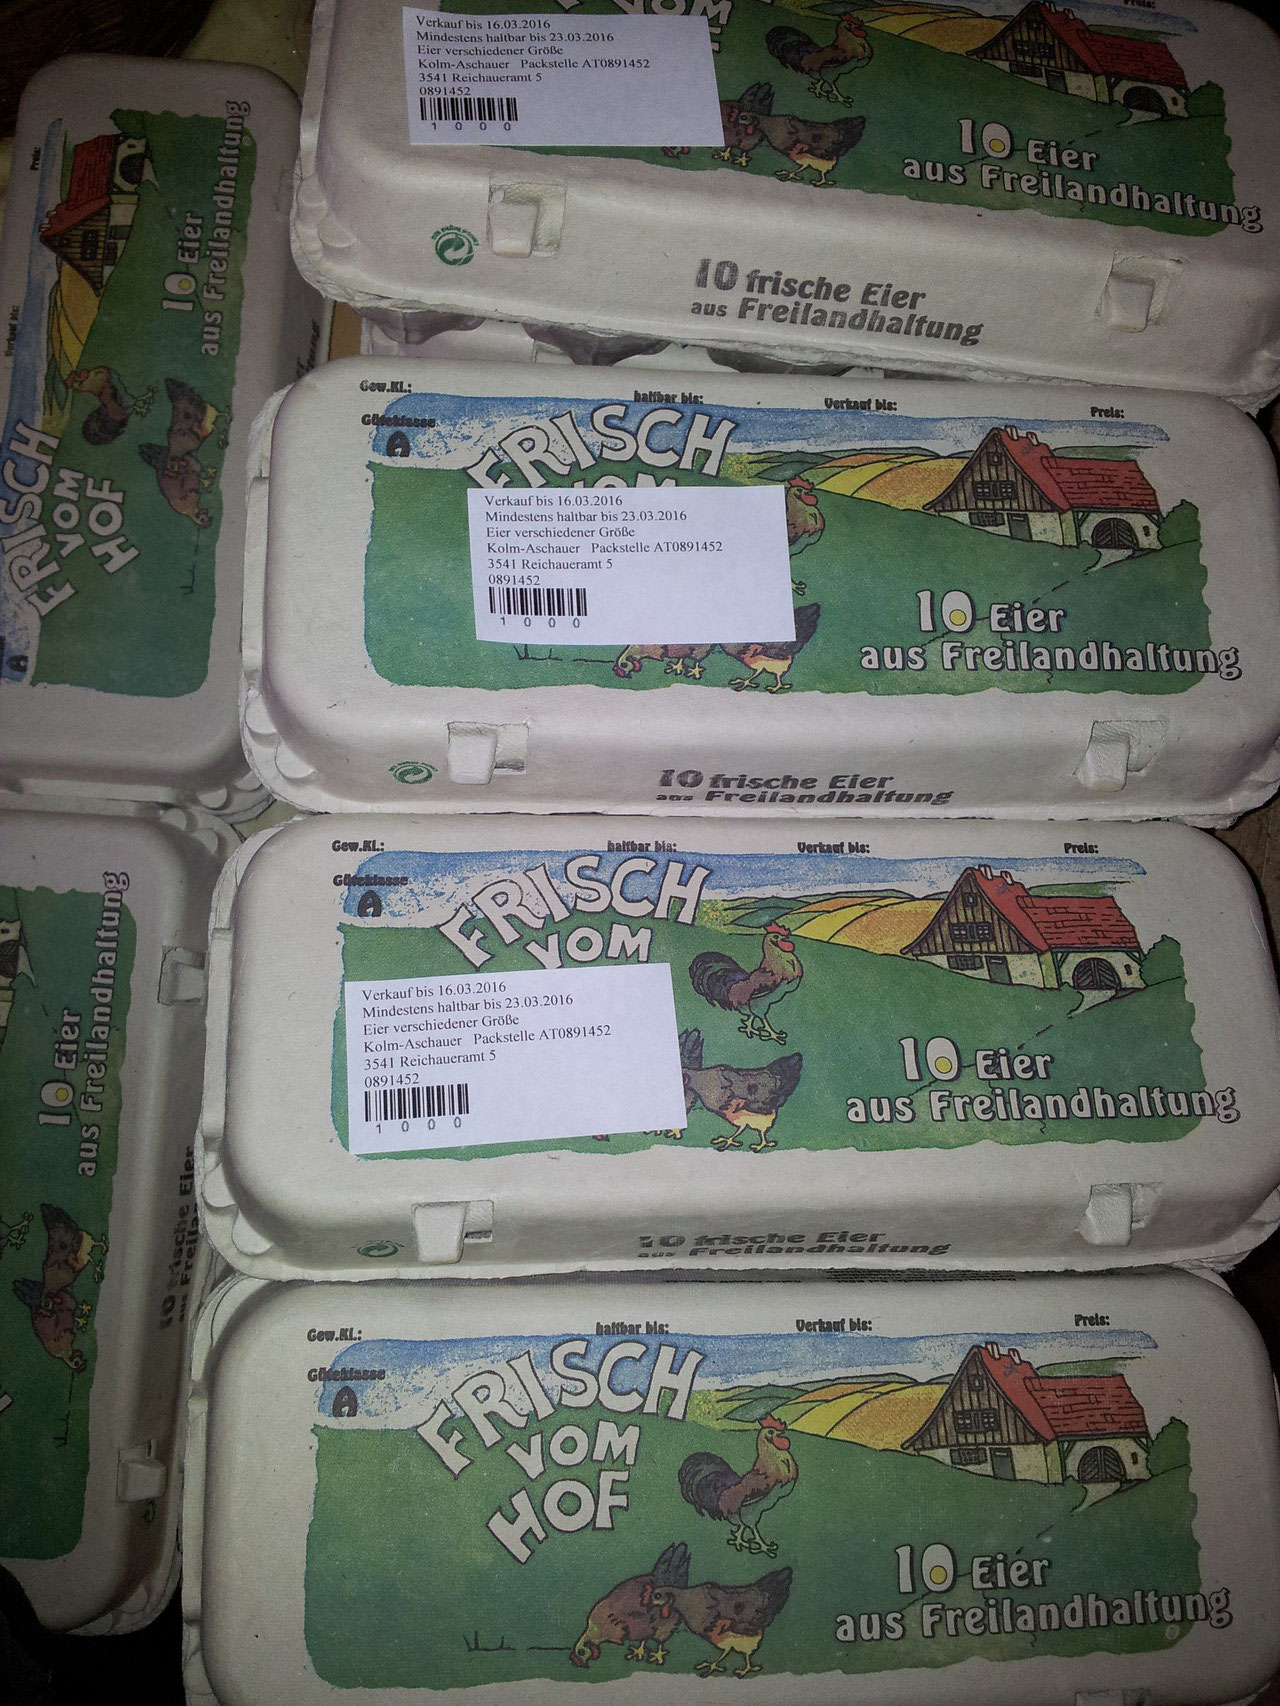 Verkauf bis 16.03.2016
Mindestens haltbar bis 23.03.2016
Eier verschiedener Größe
Kolm-Aschauer Packstelle AT0891452
3541 Reichaueramt 5
0891452
1000
FRISCH
VOM
Preis:
10 Eier
aus Freilandhaltung
10 frische Eier
aus Freilandhaltung
Preis:
Verkauf bis:
10 Eier
aus Freilandhaltung
FRISCH
VOM
HOF
A
Gew.Kl.:
haltbar bis:
Verkauf bis:
Preis:
Güteklasse
A
FRISCH
VOM
Verkauf bis 16.03.2016
Mindestens haltbar bis 23.03.2016
Eier verschiedener Größe
Kolm-Aschauer Packstelle AT0891452
3541 Reichaueramt 5
0891452
1000
10 Eier
aus Freilandhaltung
10 frische Eier
aus Freilandhaltung
Gew.Kl.:
haltbar bis:
Verkauf bis:
Preis:
Güteklasse
A
FRISCH
VOM
Verkauf bis 16.03.2016
Mindestens haltbar bis 23.03.2016
Eier verschiedener Größe
Kolm-Aschauer Packstelle AT0891452
3541 Reichaueramt 5
0891452
1000
10 Eier
aus Freilandhaltung
10 frische Eier
aus Freilandhaltung
10 Eier
aus Freilandhaltung
10 frische Eier
Gew.Kl.:
haltbar bis:
Verkauf bis:
Preis:
Güteklasse
A
FRISCH
VOM
HOF
10 Eier
aus Freilandhaltung